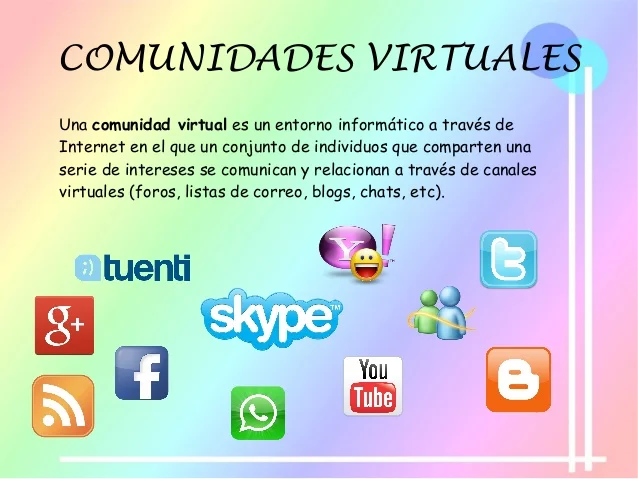 COMUNIDADES VIRTUALES
Una comunidad virtual es un entorno informático a través de
Internet en el que un conjunto de individuos que comparten una
serie de intereses se comunican y relacionan a través de canales
virtuales (foros, listas de correo, blogs, chats, etc).
Y!
t
;) tuenti
skype™
g+
f
You
Tube
B